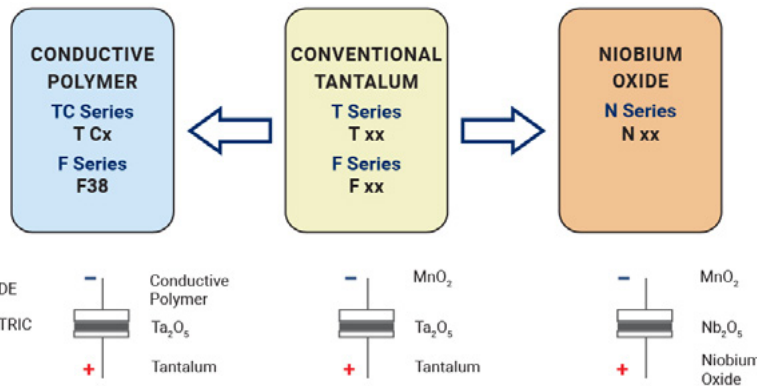 CONDUCTIVE
POLYMER
TC Series
T Cx
F Series
F38
CONVENTIONAL
TANTALUM
T Series
T xx
F Series
F xx
NIOBIUM
OXIDE
N Series
N xx
DE
TRIC
−
Conductive
Polymer
Ta₂O₅
+
Tantalum
−
MnO₂
Ta₂O₅
+
Tantalum
−
MnO₂
Nb₂O₅
+
Niobium
Oxide